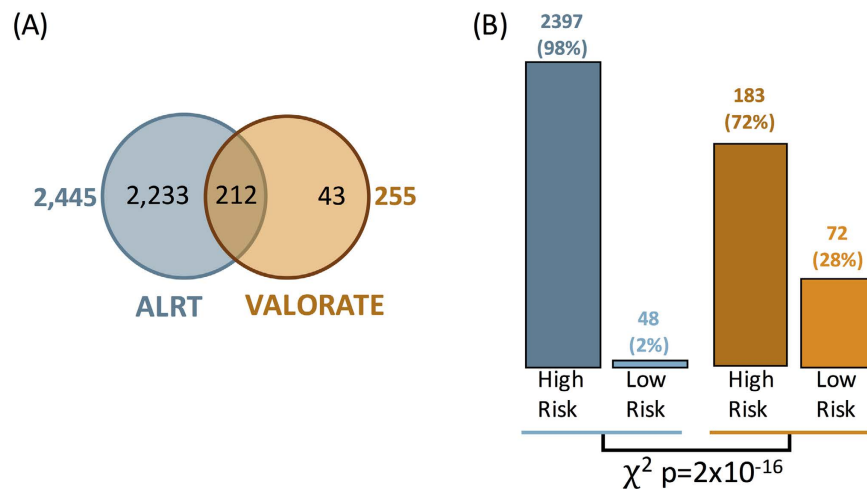 (A)
2,445
2,233
212
43
255
ALRT
VALORATE
(B)
2397
(98%)
48
(2%)
183
(72%)
72
(28%)
High
Risk
Low
Risk
High
Risk
Low
Risk
χ² p=2x10⁻¹⁶